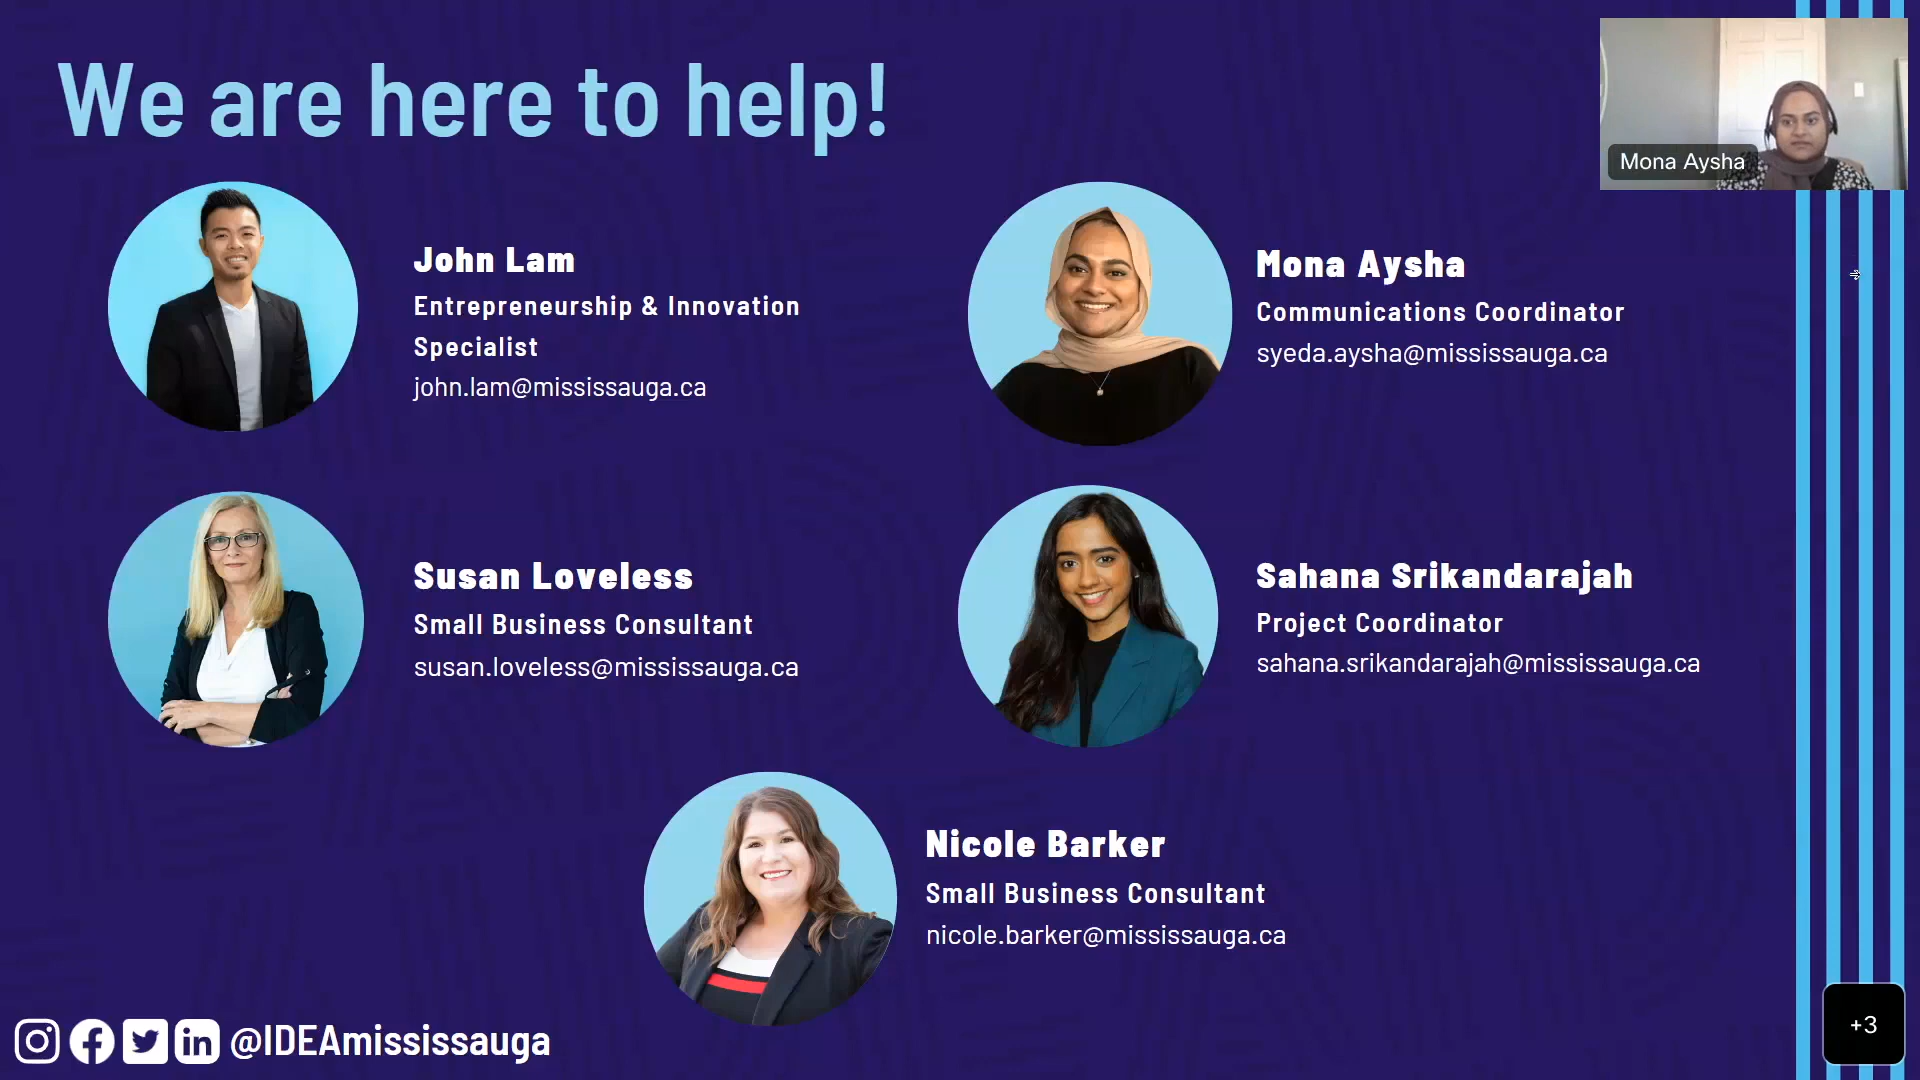 We are here to help!
Mona Aysha
John Lam
Entrepreneurship & Innovation
Specialist
john.lam@mississauga.ca
Mona Aysha
Communications Coordinator
syeda.aysha@mississauga.ca
Susan Loveless
Small Business Consultant
susan.loveless@mississauga.ca
Sahana Srikandarajah
Project Coordinator
sahana.srikandarajah@mississauga.ca
Nicole Barker
Small Business Consultant
nicole.barker@mississauga.ca
in @IDEAmississauga
+3